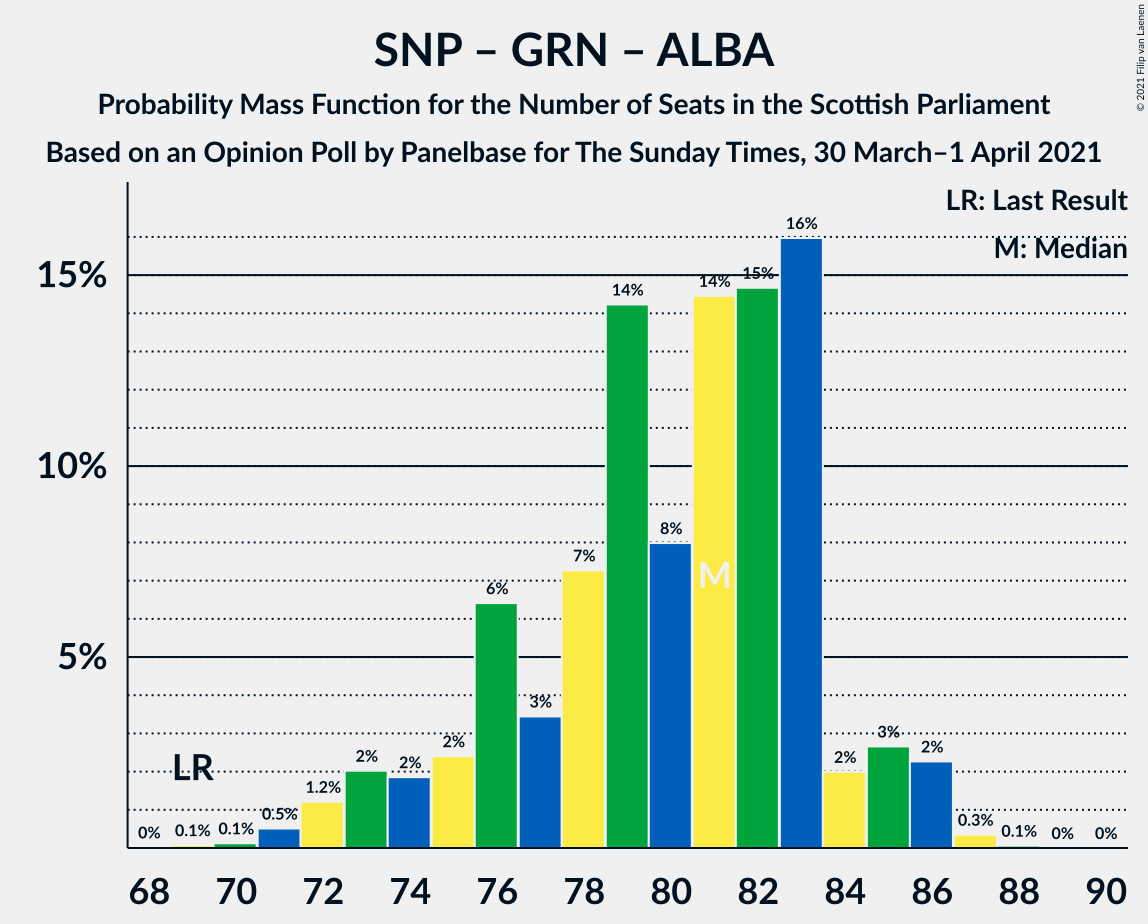 SNP – GRN – ALBA
Probability Mass Function for the Number of Seats in the Scottish Parliament
Based on an Opinion Poll by Panelbase for The Sunday Times, 30 March–1 April 2021
© 2021 Filip van Laenen
LR: Last Result
M: Median
15%
10%
5%
0%
0.1%
0.1%
0.5%
1.2%
2%
2%
2%
6%
3%
7%
14%
8%
14%
15%
16%
2%
3%
2%
0.3%
0.1%
0%
0%
LR
M
68 70 72 74 76 78 80 82 84 86 88 90